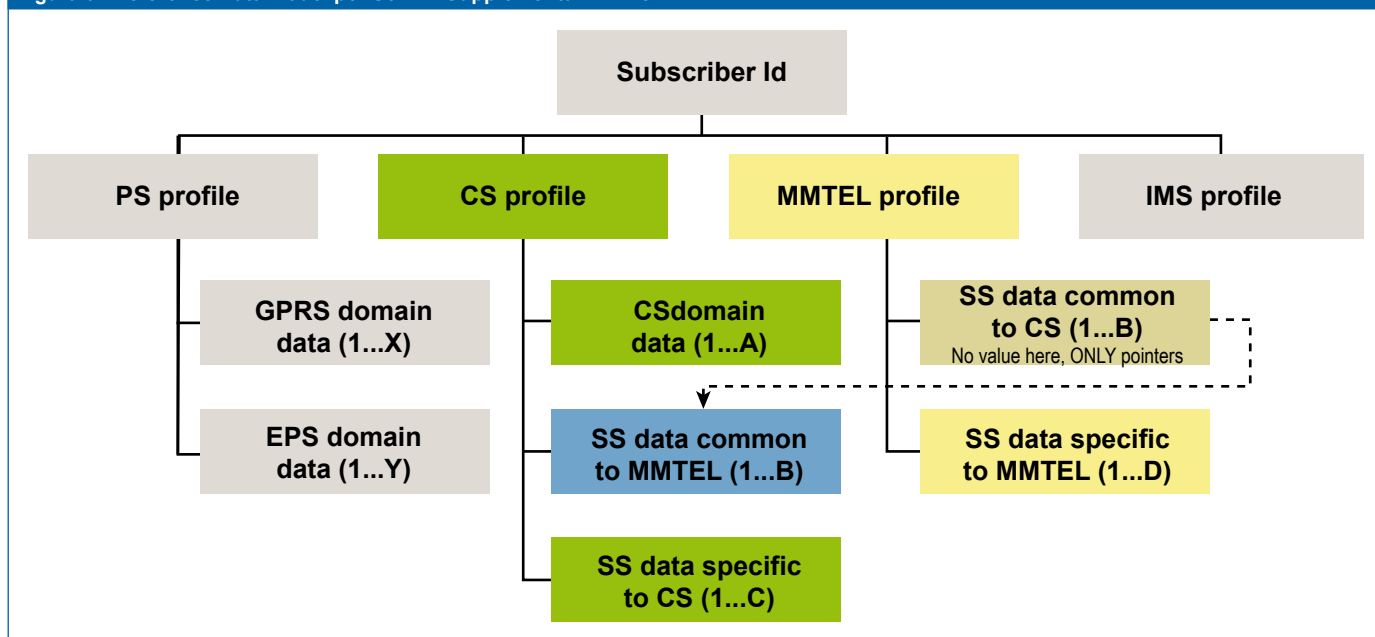 Subscriber Id
PS profile
CS profile
MMTEL profile
IMS profile
GPRS domain
data (1...X)
CSdomain
data (1...A)
SS data common
to CS (1...B)
No value here, ONLY pointers
EPS domain
data (1...Y)
SS data common
to MMTEL (1...B)
SS data specific
to MMTEL (1...D)
SS data specific
to CS (1...C)